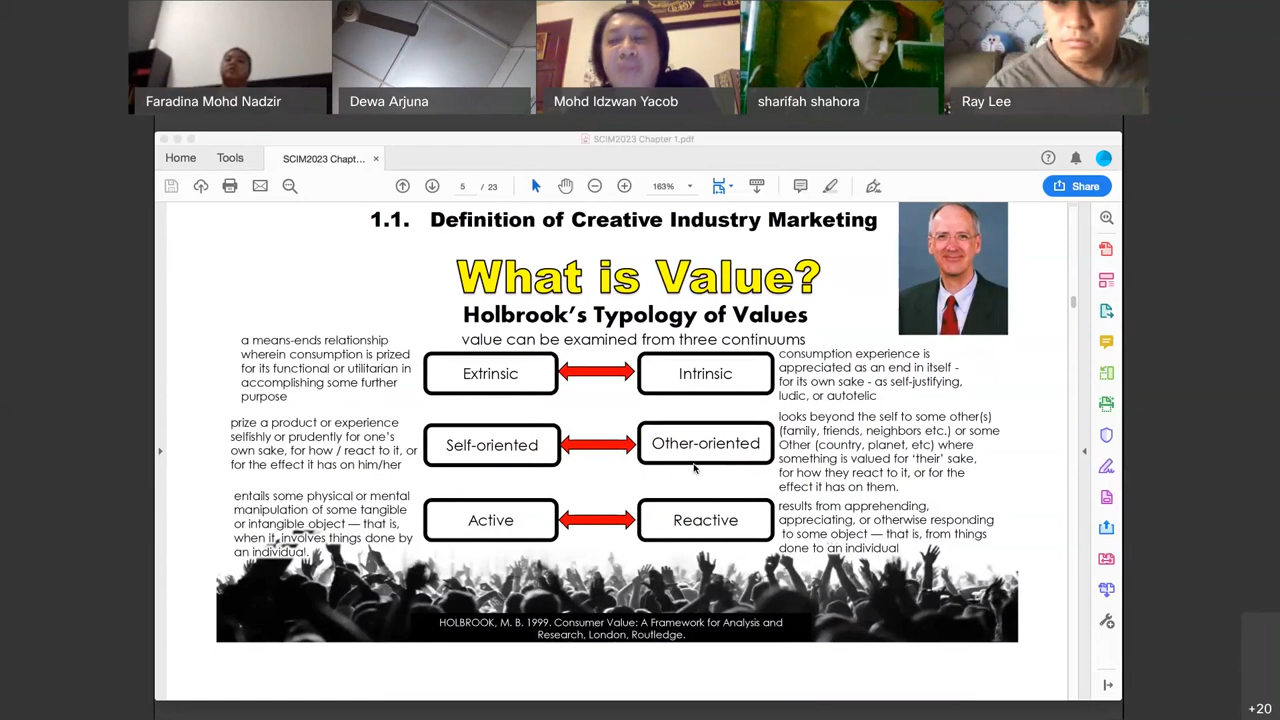 Faradina Mohd Nadzir
Dewa Arjuna
Mohd Idzwan Yacob
sharifah shahora
Ray Lee
SCIM2023 Chapter 1.pdf
Home
Tools
SCIM2023 Chapt... ×
5 / 23
163%
Share
1.1. Definition of Creative Industry Marketing
What is Value?
Holbrook's Typology of Values
value can be examined from three continuums
a means-ends relationship
wherein consumption is prized
for its functional or utilitarian in
accomplishing some further
purpose
Extrinsic
Intrinsic
consumption experience is
appreciated as an end in itself -
for its own sake - as self-justifying,
ludic, or autotelic
prize a product or experience
selfishly or prudently for one's
own sake, for how / react to it, or
for the effect it has on him/her
Self-oriented
Other-oriented
looks beyond the self to some other(s)
(family, friends, neighbors etc.) or some
Other (country, planet, etc) where
something is valued for 'their' sake,
for how they react to it, or for the
effect it has on them.
entails some physical or mental
manipulation of some tangible
or intangible object — that is,
when it involves things done by
an individual.
Active
Reactive
results from apprehending,
appreciating, or otherwise responding
to some object — that is, from things
done to an individual
HOLBROOK, M. B. 1999. Consumer Value: A Framework for Analysis and
Research, London, Routledge.
+20